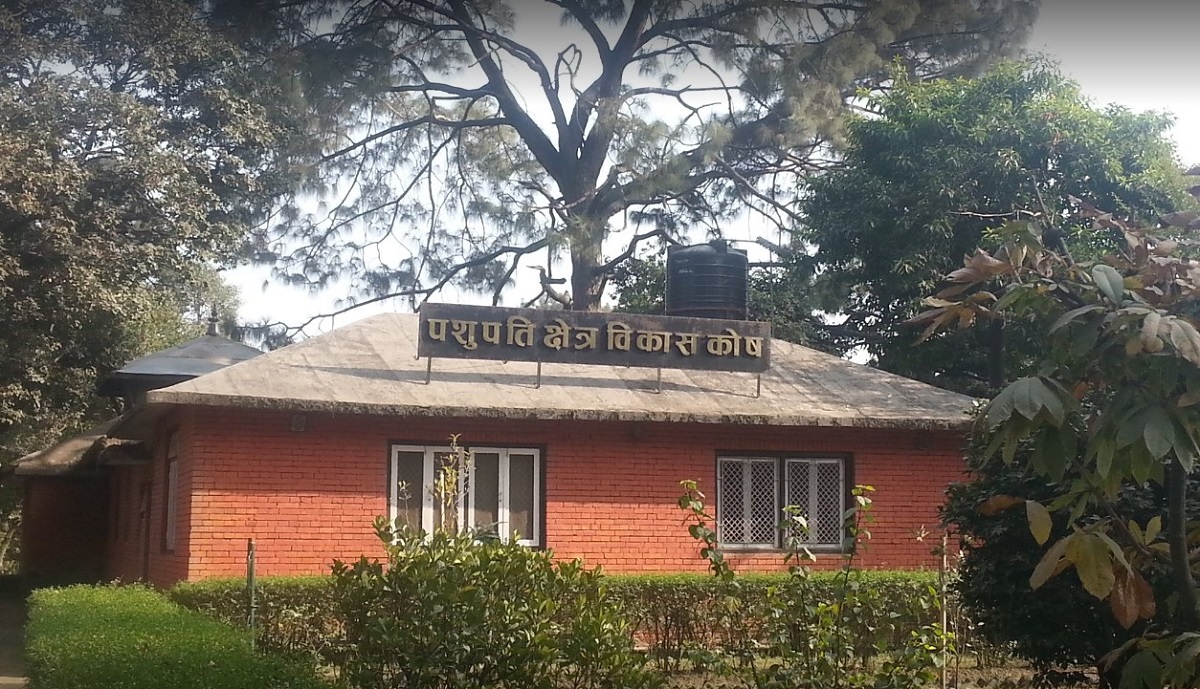 पशुपति क्षेत्र विकास कोष